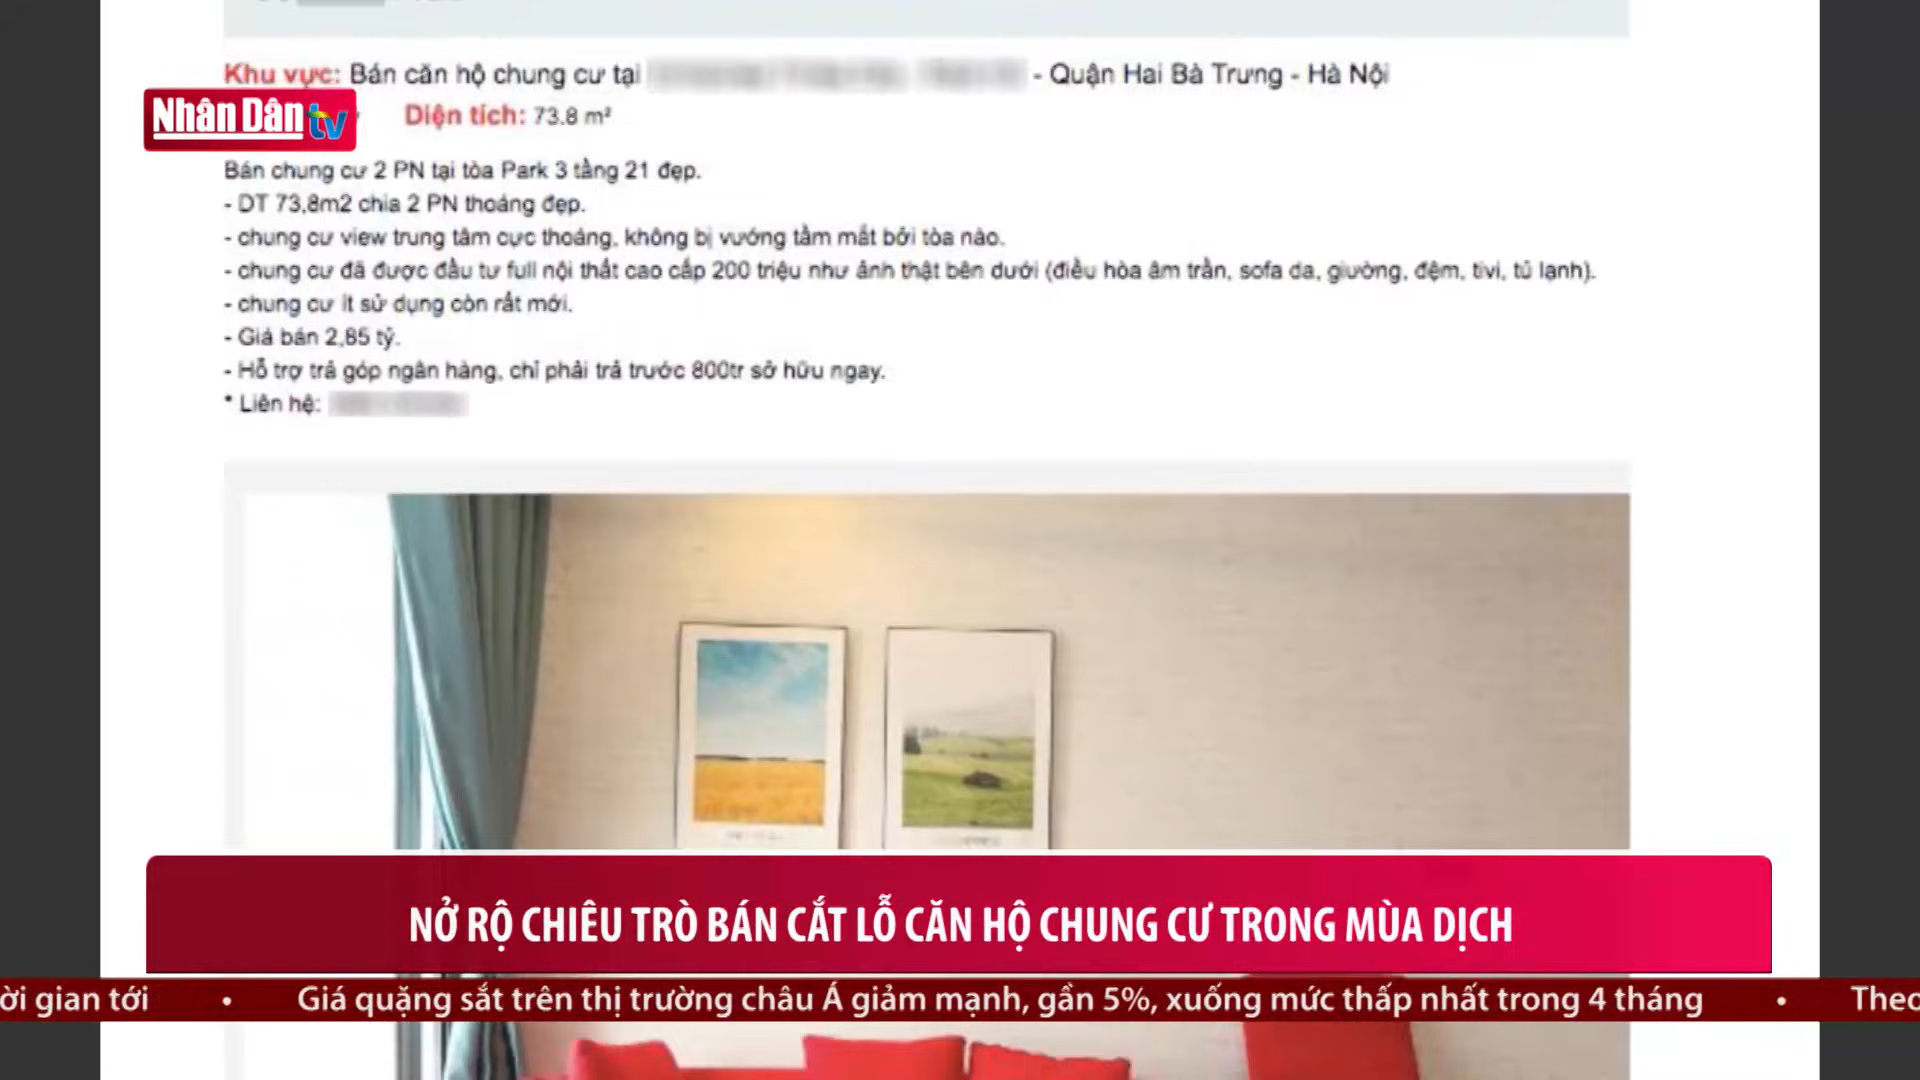 Khu vực: Bán căn hộ chung cư tại - Quận Hai Bà Trưng - Hà Nội
Nhân Dân tv
Diện tích: 73.8 m²
Bán chung cư 2 PN tại tòa Park 3 tầng 21 đẹp.
- DT 73,8m2 chia 2 PN thoáng đẹp.
- chung cư view trung tâm cực thoáng, không bị vướng tầm mắt bởi tòa nào.
- chung cư đã được đầu tư full nội thất cao cấp 200 triệu như ảnh thật bên dưới (điều hòa âm trần, sofa da, giường, đệm, tivi, tủ lạnh).
- chung cư ít sử dụng còn rất mới.
- Giá bán 2,85 tỷ.
- Hỗ trợ trả góp ngân hàng, chỉ phải trả trước 800tr sở hữu ngay.
* Liên hệ:
NỞ RỘ CHIÊU TRÒ BÁN CẮT LỖ CĂN HỘ CHUNG CƯ TRONG MÙA DỊCH
ời gian tới • Giá quặng sắt trên thị trường châu Á giảm mạnh, gần 5%, xuống mức thấp nhất trong 4 tháng • Theo